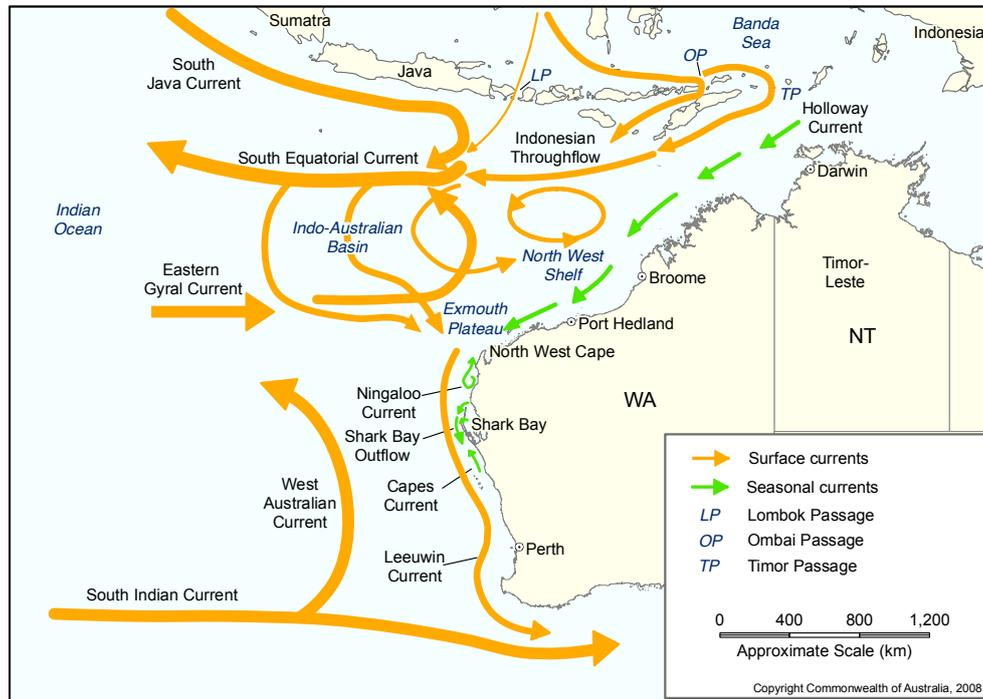 Sumatra
Banda
Sea
Indonesia
South
Java Current
Java
LP
OP
TP
Holloway
Current
Indonesian
Throughflow
South Equatorial Current
Darwin
Indian
Ocean
Indo-Australian
Basin
North West
Shelf
Eastern
Gyral Current
Broome
Timor-
Leste
Exmouth
Plateau
Port Hedland
NT
North West Cape
Ningaloo
Current
WA
Shark Bay
Shark Bay
Outflow
Capes
Current
West
Australian
Current
Perth
Leeuwin
Current
South Indian Current
Surface currents
Seasonal currents
LP Lombok Passage
OP Ombai Passage
TP Timor Passage
0 400 800 1,200
Approximate Scale (km)
Copyright Commonwealth of Australia, 2008